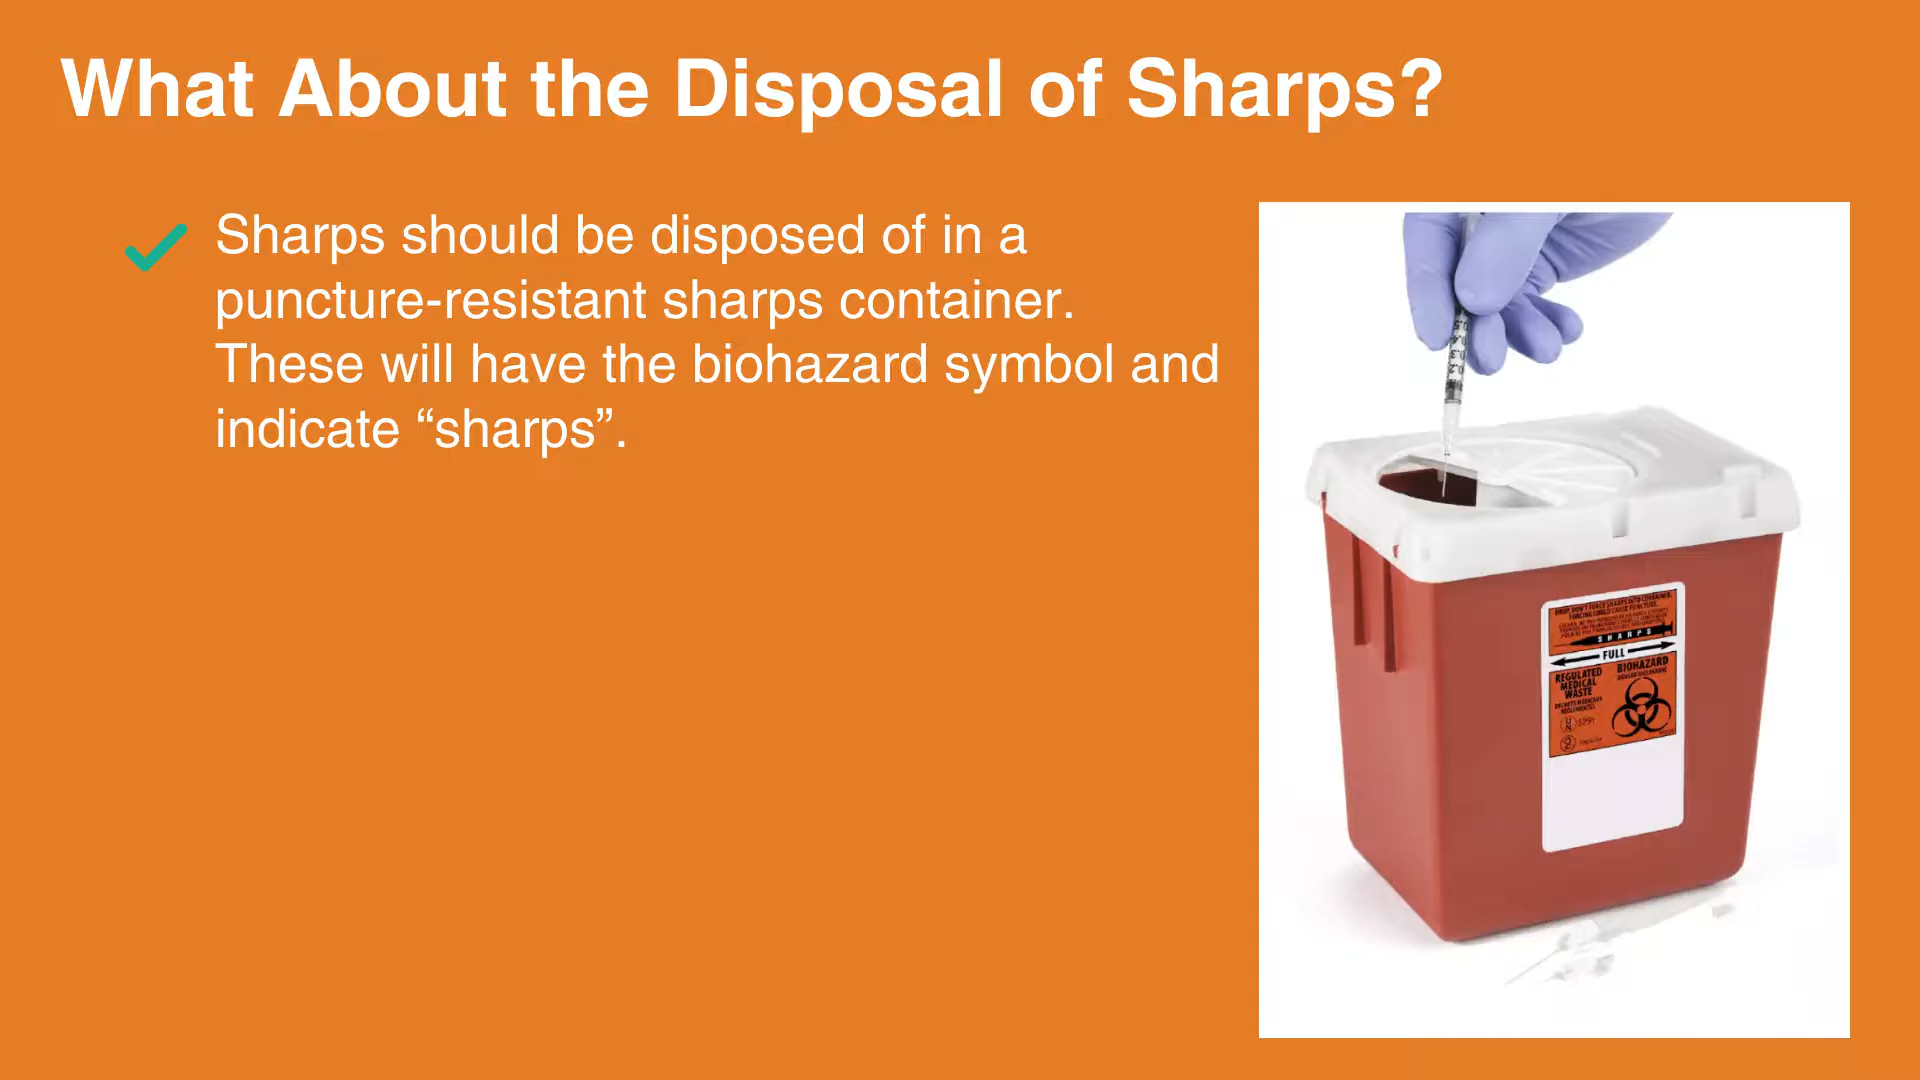 What About the Disposal of Sharps?
Sharps should be disposed of in a
puncture-resistant sharps container.
These will have the biohazard symbol and
indicate “sharps”.
SHARPS
FULL
REGULATED
MEDICAL
WASTE
BIOHAZARD